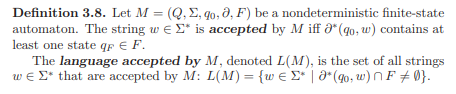 Definition 3.8. Let M = (Q, Σ, q₀, ∂, F) be a nondeterministic finite-state
automaton. The string w ∈ Σ* is accepted by M iff ∂*(q₀, w) contains at
least one state q_F ∈ F.
The language accepted by M, denoted L(M), is the set of all strings
w ∈ Σ* that are accepted by M: L(M) = {w ∈ Σ* | ∂*(q₀, w) ∩ F ≠ ∅}.